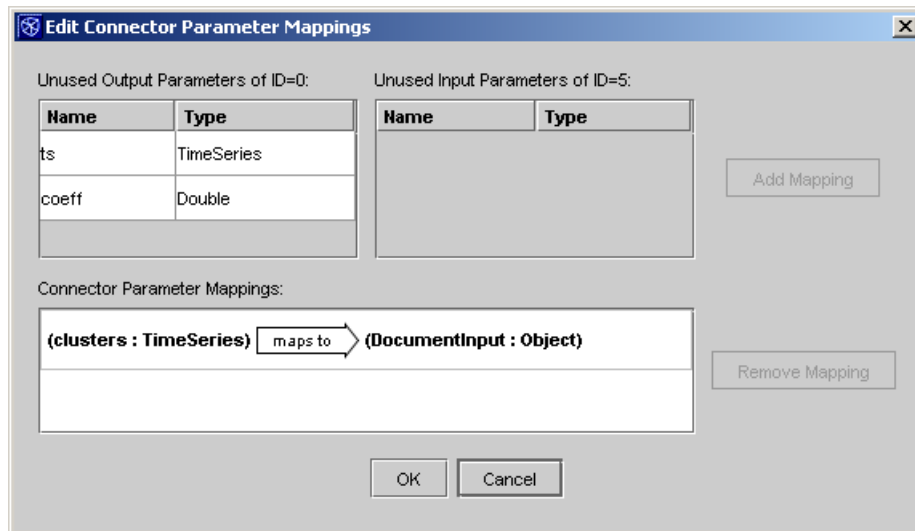 Edit Connector Parameter Mappings
Unused Output Parameters of ID=0: Unused Input Parameters of ID=5:
Name Type Name Type
ts TimeSeries
coeff Double
Add Mapping
Connector Parameter Mappings:
(clusters : TimeSeries) maps to (DocumentInput : Object)
Remove Mapping
OK Cancel